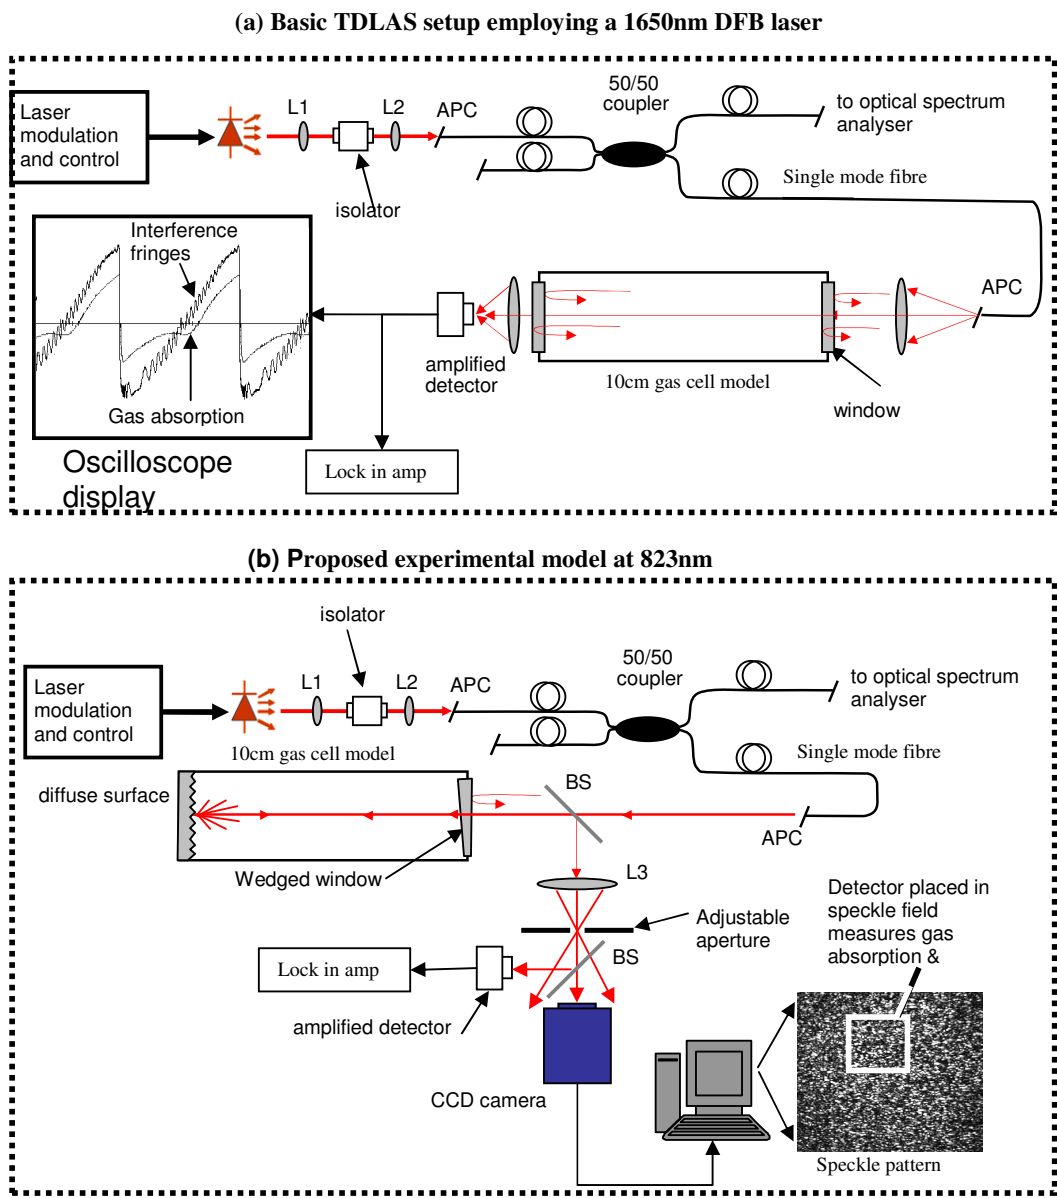 (a) Basic TDLAS setup employing a 1650nm DFB laser
Laser
modulation
and control
L1
L2
isolator
APC
50/50
coupler
to optical spectrum
analyser
Single mode fibre
APC
Interference
fringes
Gas absorption
Oscilloscope
display
amplified
detector
10cm gas cell model
window
Lock in amp
(b) Proposed experimental model at 823nm
isolator
Laser
modulation
and control
L1
L2
APC
50/50
coupler
to optical spectrum
analyser
Single mode fibre
10cm gas cell model
diffuse surface
BS
APC
Wedged window
L3
Adjustable
aperture
BS
Lock in amp
amplified detector
CCD camera
Detector placed in
speckle field
measures gas
absorption &
Speckle pattern